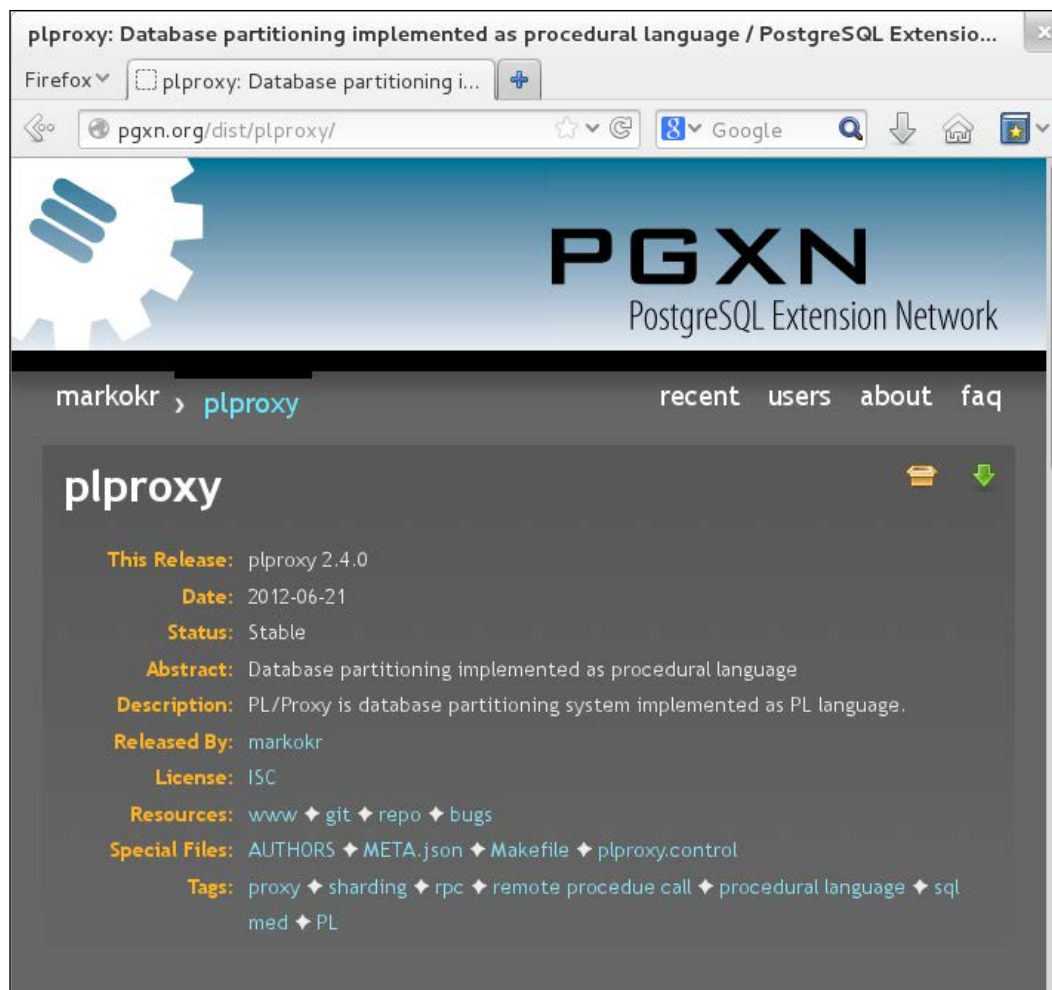 plproxy: Database partitioning implemented as procedural language / PostgreSQL Extensio...
Firefox
plproxy: Database partitioning i...
pgxn.org/dist/plproxy/
8 Google
PGXN
PostgreSQL Extension Network
markokr › plproxy
recent users about faq
plproxy
This Release: plproxy 2.4.0
Date: 2012-06-21
Status: Stable
Abstract: Database partitioning implemented as procedural language
Description: PL/Proxy is database partitioning system implemented as PL language.
Released By: markokr
License: ISC
Resources: www ✦ git ✦ repo ✦ bugs
Special Files: AUTHORS ✦ META.json ✦ Makefile ✦ plproxy.control
Tags: proxy ✦ sharding ✦ rpc ✦ remote procedue call ✦ procedural language ✦ sql
med ✦ PL